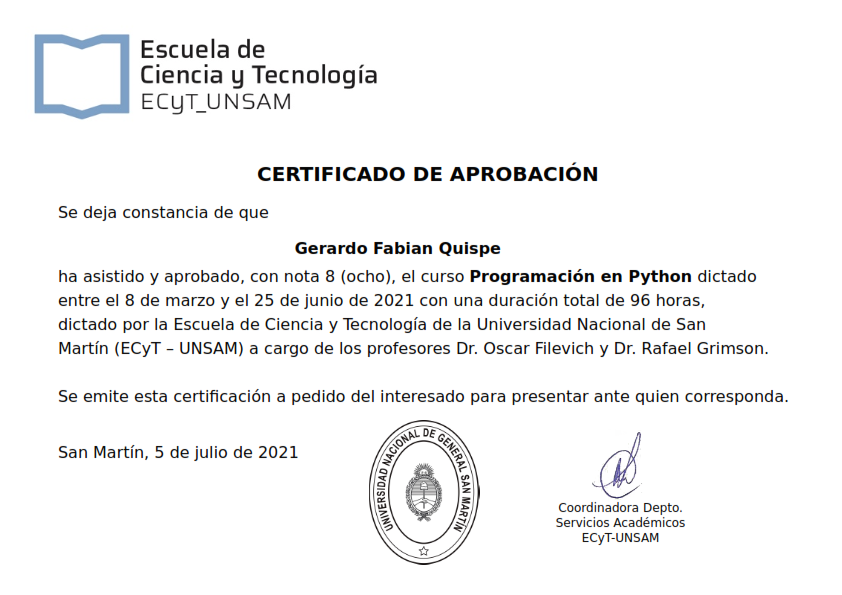 Escuela de
Ciencia y Tecnología
ECyT_UNSAM
CERTIFICADO DE APROBACIÓN
Se deja constancia de que
Gerardo Fabian Quispe
ha asistido y aprobado, con nota 8 (ocho), el curso Programación en Python dictado
entre el 8 de marzo y el 25 de junio de 2021 con una duración total de 96 horas,
dictado por la Escuela de Ciencia y Tecnología de la Universidad Nacional de San
Martín (ECyT – UNSAM) a cargo de los profesores Dr. Oscar Filevich y Dr. Rafael Grimson.
Se emite esta certificación a pedido del interesado para presentar ante quien corresponda.
San Martín, 5 de julio de 2021
UNIVERSIDAD NACIONAL DE GENERAL SAN MARTÍN
Coordinadora Depto.
Servicios Académicos
ECyT-UNSAM